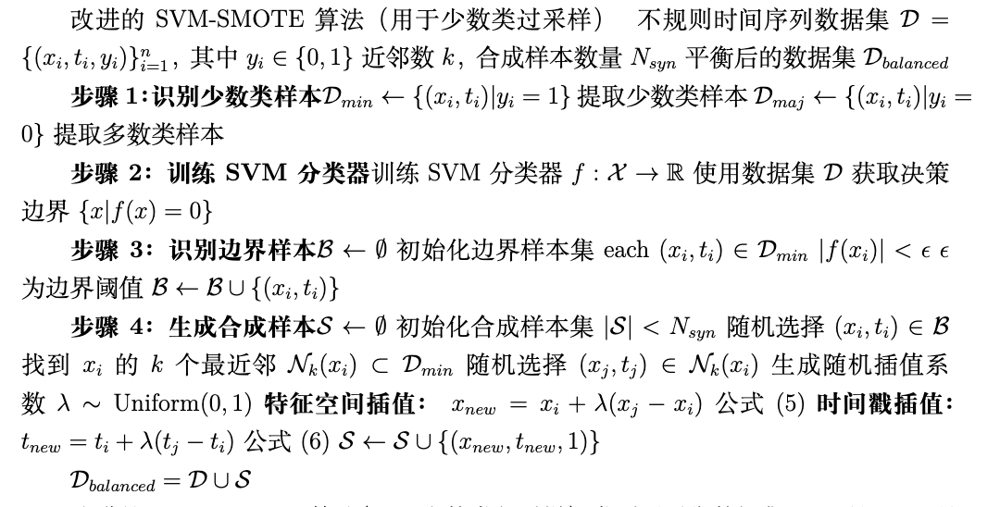 改进的 SVM-SMOTE 算法（用于少数类过采样） 不规则时间序列数据集 $\mathcal{D} =$
$\{(x_i, t_i, y_i)\}_{i=1}^{n}$, 其中 $y_i \in \{0, 1\}$ 近邻数 $k$, 合成样本数量 $N_{syn}$ 平衡后的数据集 $\mathcal{D}_{balanced}$
步骤 1:识别少数类样本$\mathcal{D}_{min} \leftarrow \{(x_i, t_i)|y_i = 1\}$ 提取少数类样本 $\mathcal{D}_{maj} \leftarrow \{(x_i, t_i)|y_i =$
$0\}$ 提取多数类样本
步骤 2: 训练 SVM 分类器训练 SVM 分类器 $f : \mathcal{X} \rightarrow \mathbb{R}$ 使用数据集 $\mathcal{D}$ 获取决策
边界 $\{x|f(x) = 0\}$
步骤 3: 识别边界样本$\mathcal{B} \leftarrow \emptyset$ 初始化边界样本集 each $(x_i, t_i) \in \mathcal{D}_{min}$ $|f(x_i)| < \epsilon$ $\epsilon$
为边界阈值 $\mathcal{B} \leftarrow \mathcal{B} \cup \{(x_i, t_i)\}$
步骤 4: 生成合成样本$\mathcal{S} \leftarrow \emptyset$ 初始化合成样本集 $|\mathcal{S}| < N_{syn}$ 随机选择 $(x_i, t_i) \in \mathcal{B}$
找到 $x_i$ 的 $k$ 个最近邻 $\mathcal{N}_k(x_i) \subset \mathcal{D}_{min}$ 随机选择 $(x_j, t_j) \in \mathcal{N}_k(x_i)$ 生成随机插值系
数 $\lambda \sim$ Uniform$(0, 1)$ 特征空间插值: $x_{new} = x_i + \lambda(x_j - x_i)$ 公式 (5) 时间戳插值:
$t_{new} = t_i + \lambda(t_j - t_i)$ 公式 (6) $\mathcal{S} \leftarrow \mathcal{S} \cup \{(x_{new}, t_{new}, 1)\}$
$\mathcal{D}_{balanced} = \mathcal{D} \cup \mathcal{S}$